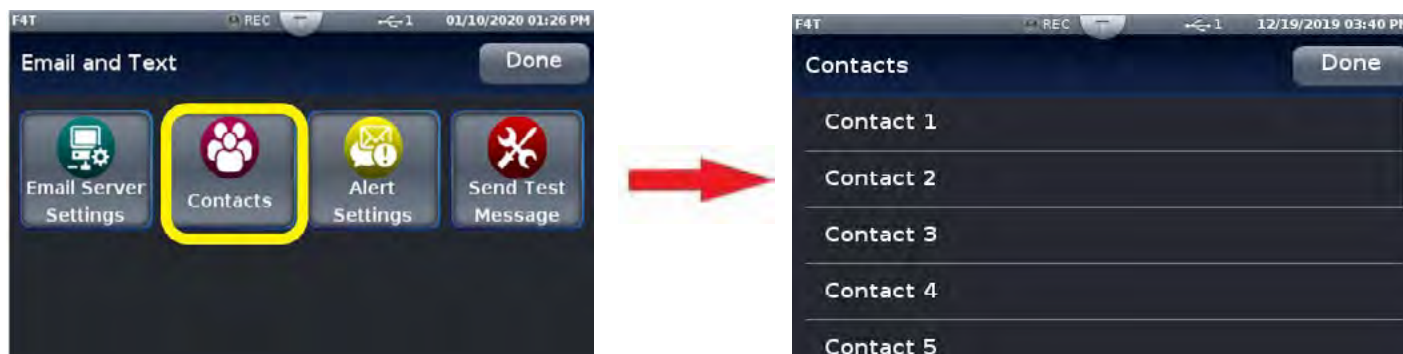 F4T REC 1 01/10/2020 01:26 PM
Email and Text Done
Email Server Settings
Contacts
Alert Settings
Send Test Message
F4T REC 1 12/19/2019 03:40 PM
Contacts Done
Contact 1
Contact 2
Contact 3
Contact 4
Contact 5